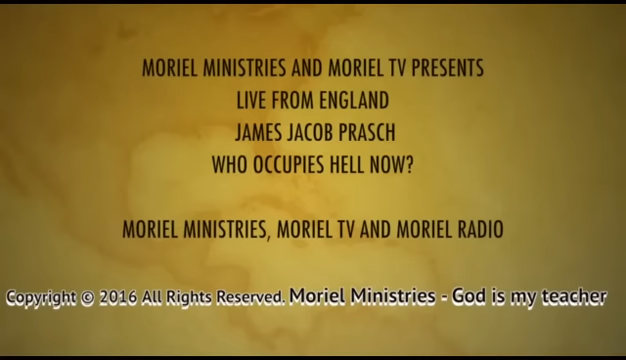 MORIEL MINISTRIES AND MORIEL TV PRESENTS
LIVE FROM ENGLAND
JAMES JACOB PRASCH
WHO OCCUPIES HELL NOW?
MORIEL MINISTRIES, MORIEL TV AND MORIEL RADIO
Copyright © 2016 All Rights Reserved. Moriel Ministries - God is my teacher